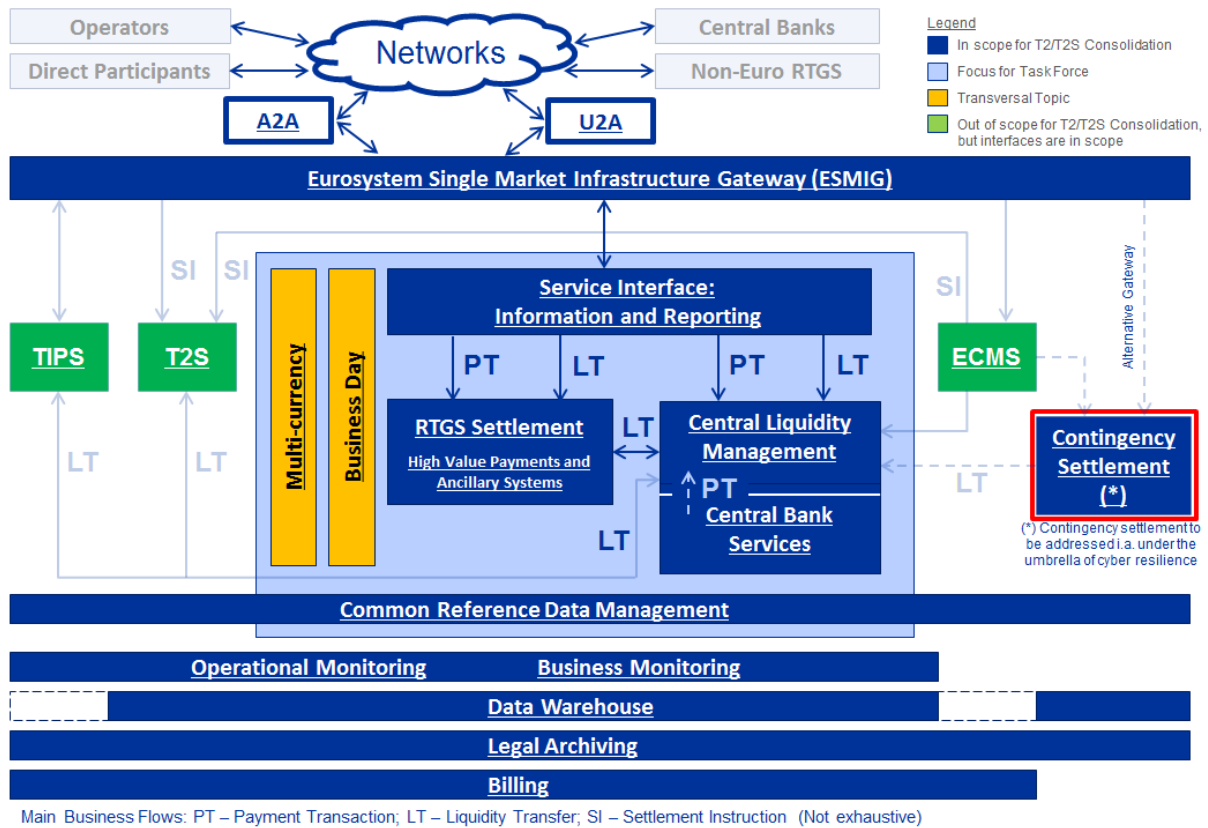 Operators
Direct Participants
Networks
Central Banks
Non-Euro RTGS
Legend
In scope for T2/T2S Consolidation
Focus for Task Force
Transversal Topic
Out of scope for T2/T2S Consolidation,
but interfaces are in scope
A2A
U2A
Eurosystem Single Market Infrastructure Gateway (ESMIG)
SI
SI
SI
Alternative Gateway
Multi-currency
Business Day
Service Interface:
Information and Reporting
TIPS
T2S
ECMS
PT
LT
PT
LT
RTGS Settlement
High Value Payments and
Ancillary Systems
LT
Central Liquidity
Management
PT
Central Bank
Services
LT
LT
LT
LT
Contingency
Settlement
(*)
(*) Contingency settlement to
be addressed i.a. under the
umbrella of cyber resilience
Common Reference Data Management
Operational Monitoring
Business Monitoring
Data Warehouse
Legal Archiving
Billing
Main Business Flows: PT – Payment Transaction; LT – Liquidity Transfer; SI – Settlement Instruction (Not exhaustive)